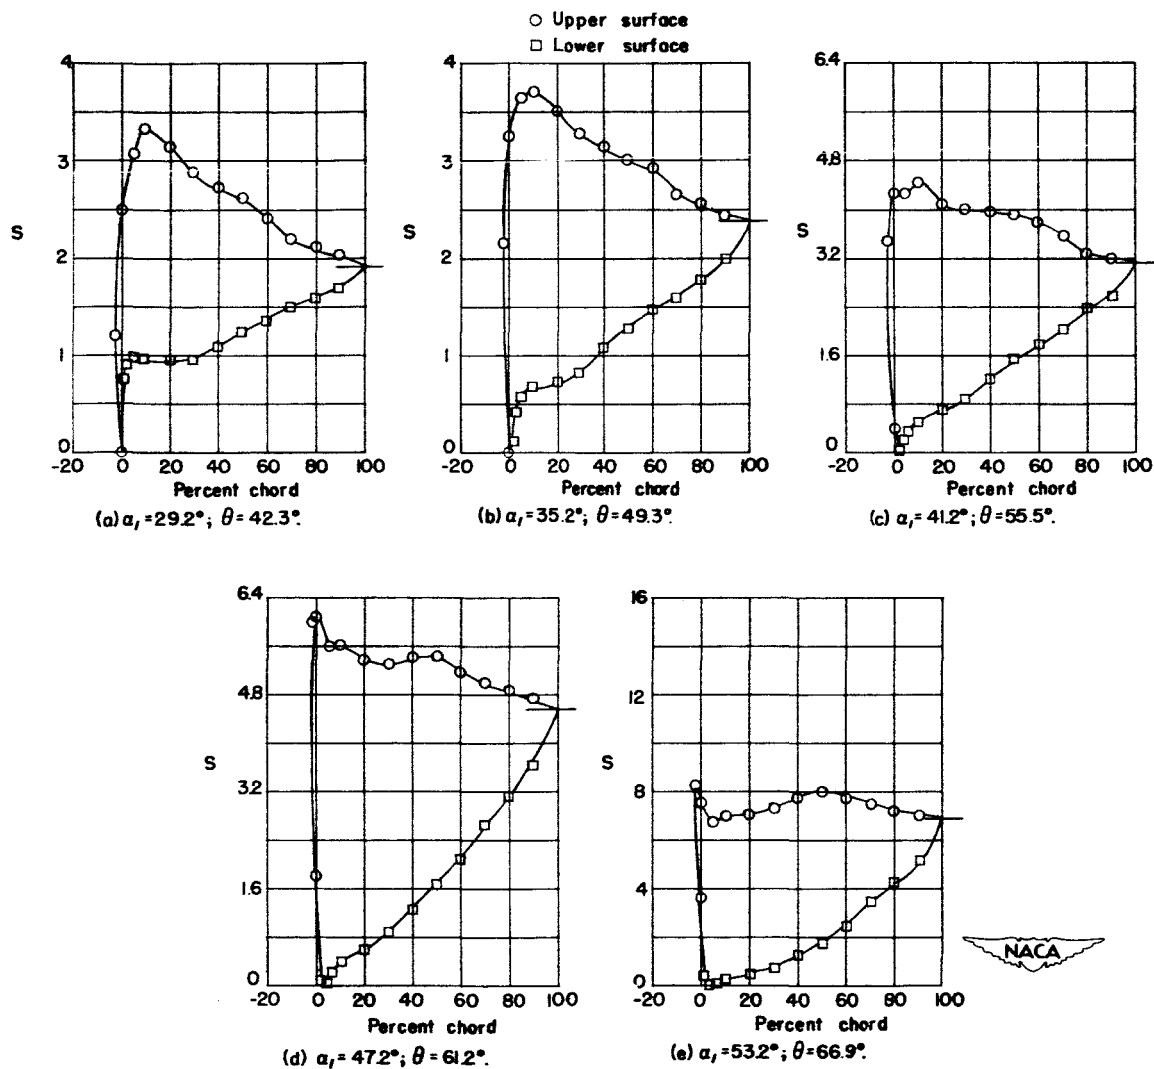 ○ Upper surface
□ Lower surface
4
3
S
2
1
0
-20 0 20 40 60 80 100
Percent chord
(a) α₁=29.2°; θ= 42.3°.
4
3
S
2
1
0
-20 0 20 40 60 80 100
Percent chord
(b) α₁=35.2°; θ=49.3°.
6.4
4.8
S
3.2
1.6
0
-20 0 20 40 60 80 100
Percent chord
(c) α₁= 41.2°; θ=55.5°.
6.4
4.8
S
3.2
1.6
0
-20 0 20 40 60 80 100
Percent chord
(d) α₁= 47.2°; θ= 61.2°.
16
12
S
8
4
0
-20 0 20 40 60 80 100
Percent chord
(e) α₁=53.2°; θ=66.9°.
NACA